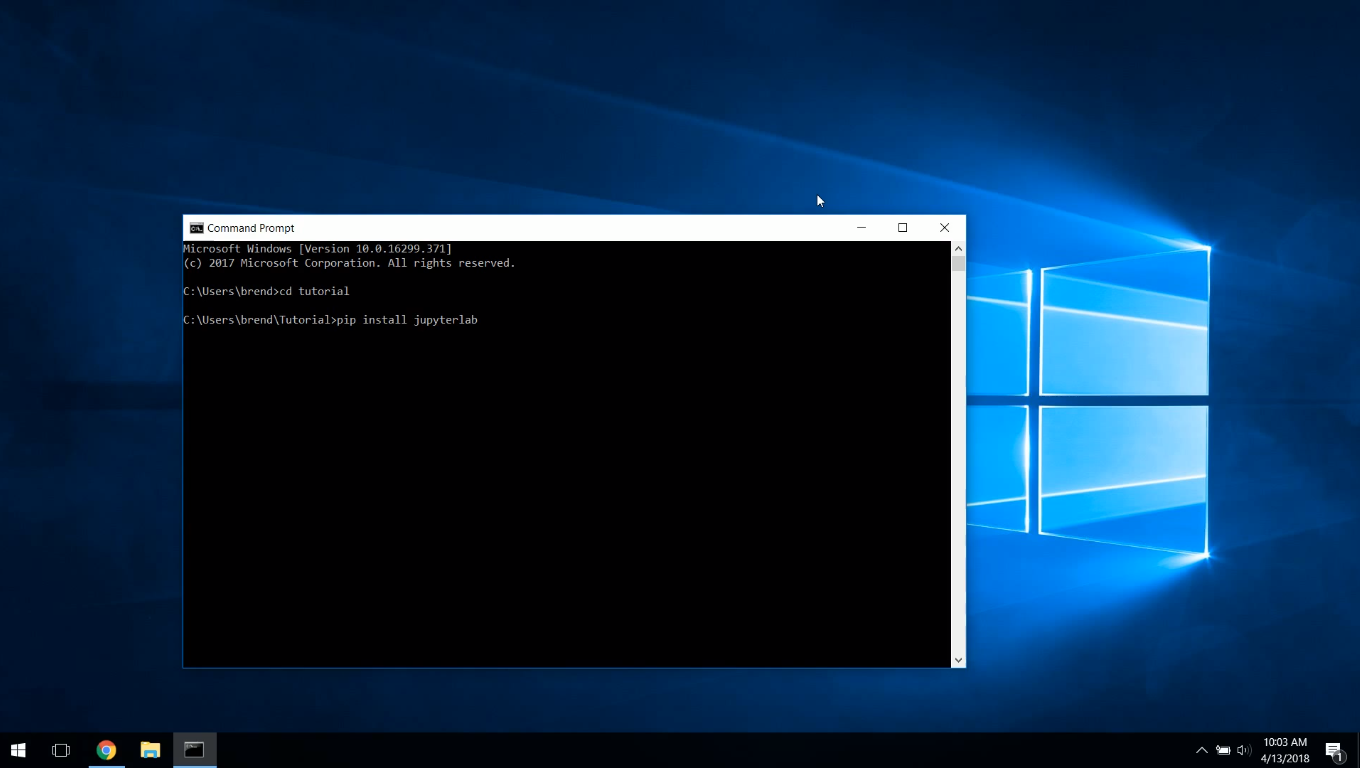 Command Prompt
Microsoft Windows [Version 10.0.16299.371]
(c) 2017 Microsoft Corporation. All rights reserved.
C:\Users\brend>cd tutorial
C:\Users\brend\Tutorial>pip install jupyterlab
10:03 AM
4/13/2018
1